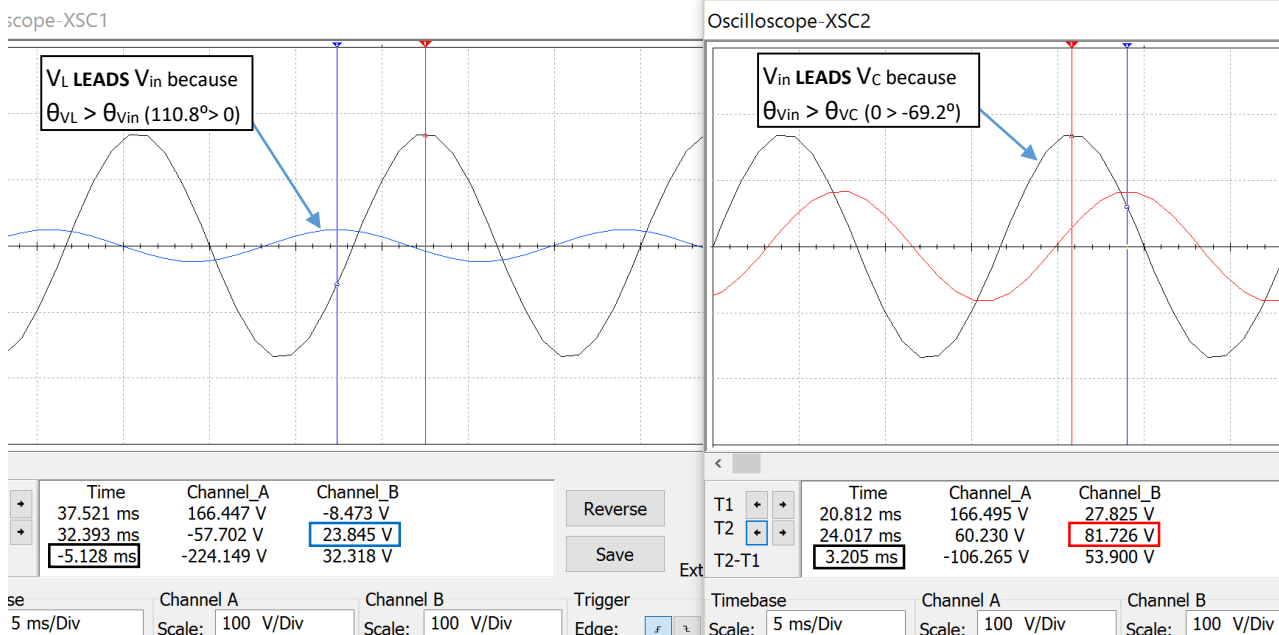 scope-XSC1
VL LEADS Vin because
θVL > θVin (110.8º> 0)
Time Channel_A Channel_B
37.521 ms 166.447 V -8.473 V
32.393 ms -57.702 V 23.845 V
-5.128 ms -224.149 V 32.318 V
Reverse
Save
Ext
se Channel A Channel B Trigger
5 ms/Div Scale: 100 V/Div Scale: 100 V/Div Edge:
Oscilloscope-XSC2
Vin LEADS VC because
θVin > θVC (0 > -69.2º)
Time Channel_A Channel_B
T1 20.812 ms 166.495 V 27.825 V
T2 24.017 ms 60.230 V 81.726 V
T2-T1 3.205 ms -106.265 V 53.900 V
Timebase Channel A Channel B
Scale: 5 ms/Div Scale: 100 V/Div Scale: 100 V/Div